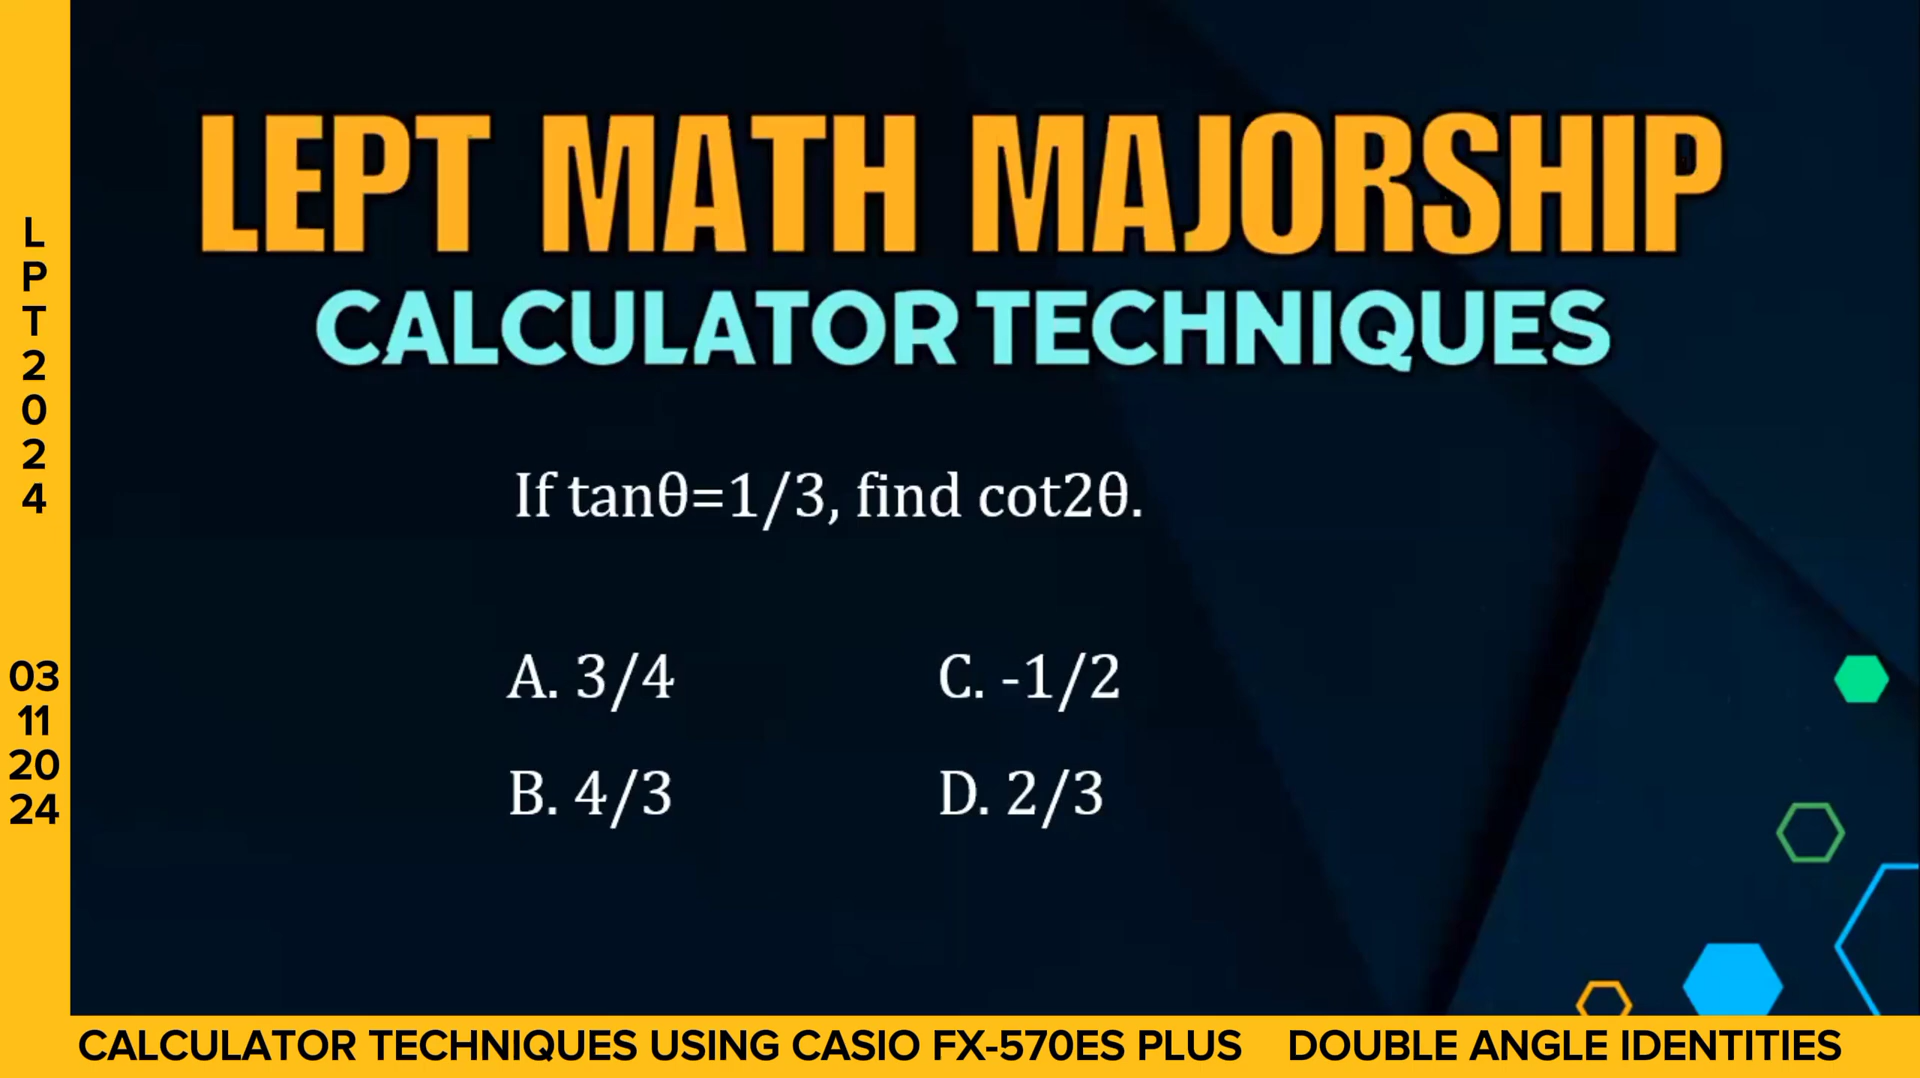 LEPT MATH MAJORSHIP
CALCULATOR TECHNIQUES
If tanθ=1/3, find cot2θ.
A. 3/4
C. -1/2
B. 4/3
D. 2/3
L
P
T
2
0
2
4
03
11
20
24
CALCULATOR TECHNIQUES USING CASIO FX-570ES PLUS DOUBLE ANGLE IDENTITIES